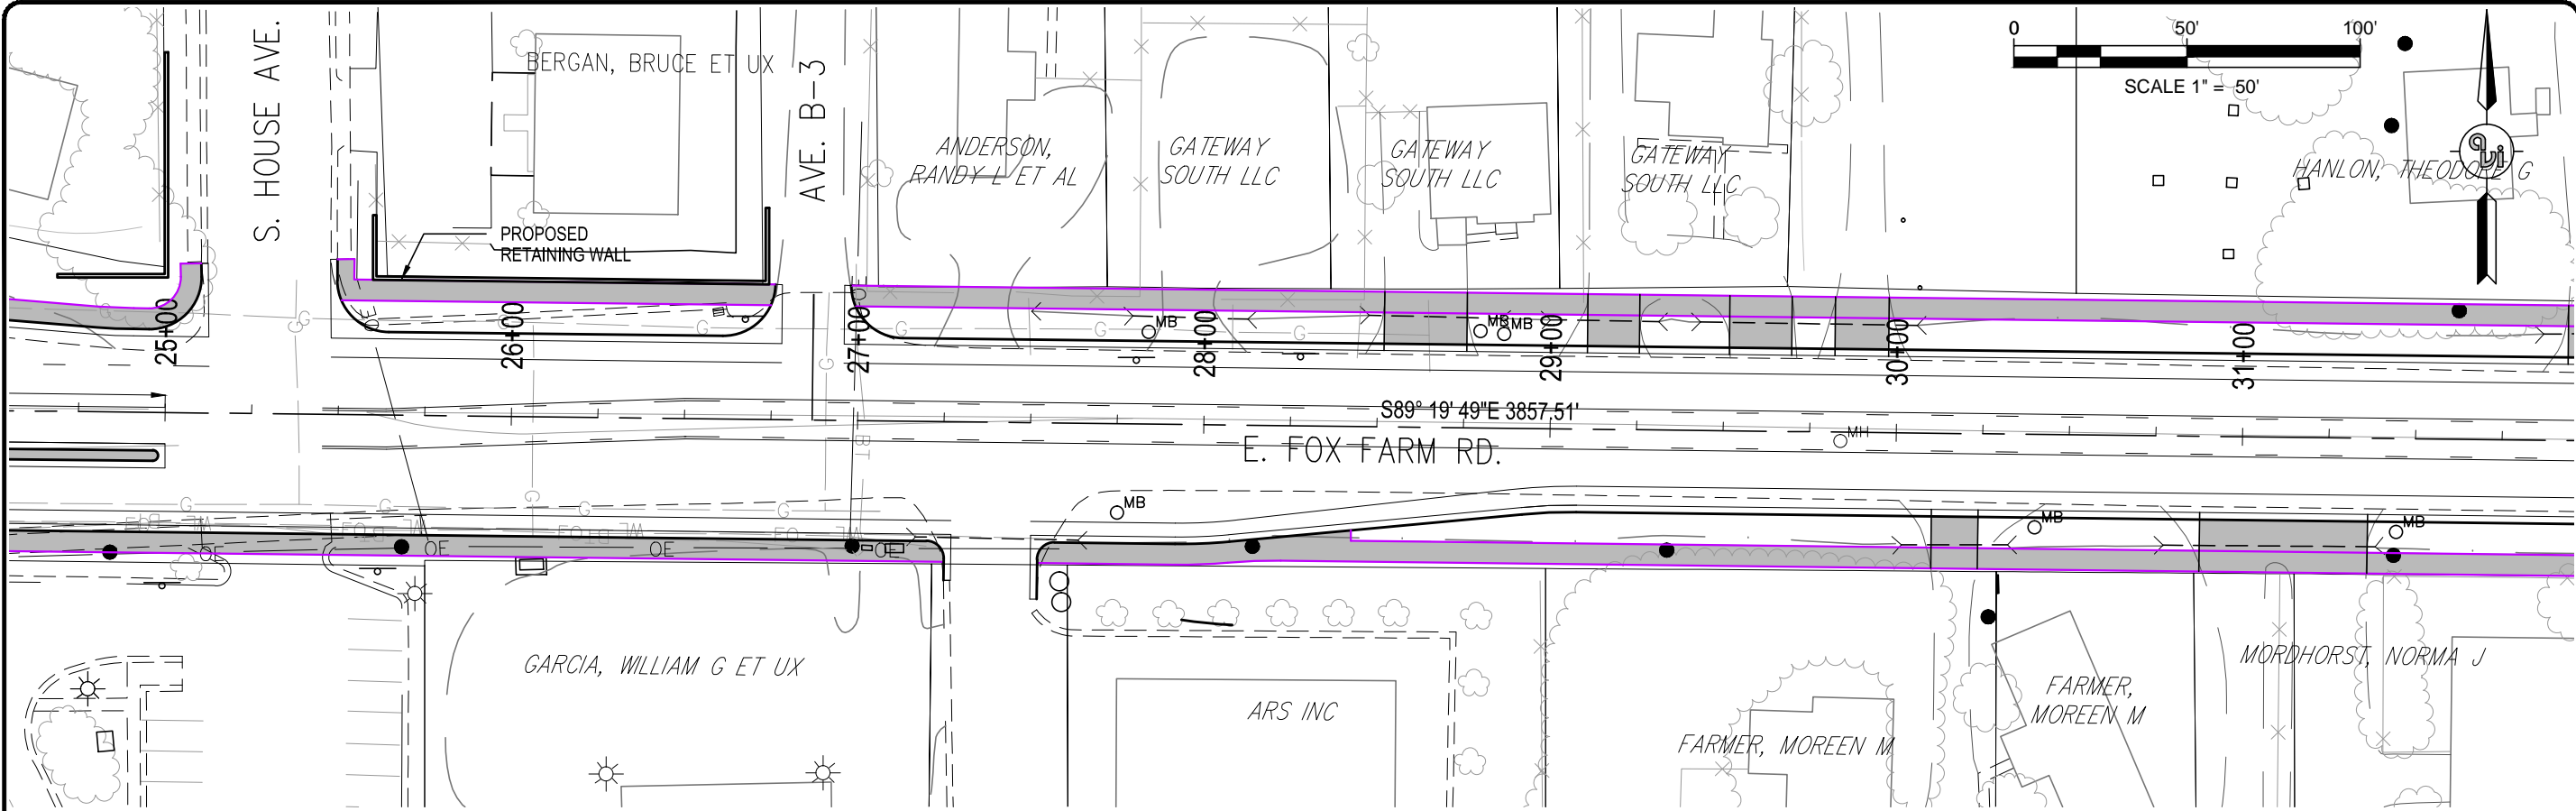 S. HOUSE AVE.
BERGAN, BRUCE ET UX
AVE. B-3
PROPOSED
RETAINING WALL
ANDERSON,
RANDY L ET AL
GATEWAY
SOUTH LLC
GATEWAY
SOUTH LLC
GATEWAY
SOUTH LLC
0 50' 100'
SCALE 1" = 50'
avi
HANLON, THEODORE G
25+00
26+00
27+00
28+00
29+00
30+00
31+00
G
G
G
G
G
G
OE
MB
MB
MB
S89° 19' 49"E 3857.51'
E. FOX FARM RD.
MH
G
G
G
G
G
OE
OE
OE
OE
MB
MB
MB
GARCIA, WILLIAM G ET UX
ARS INC
FARMER, MOREEN M
FARMER,
MOREEN M
MORDHORST, NORMA J